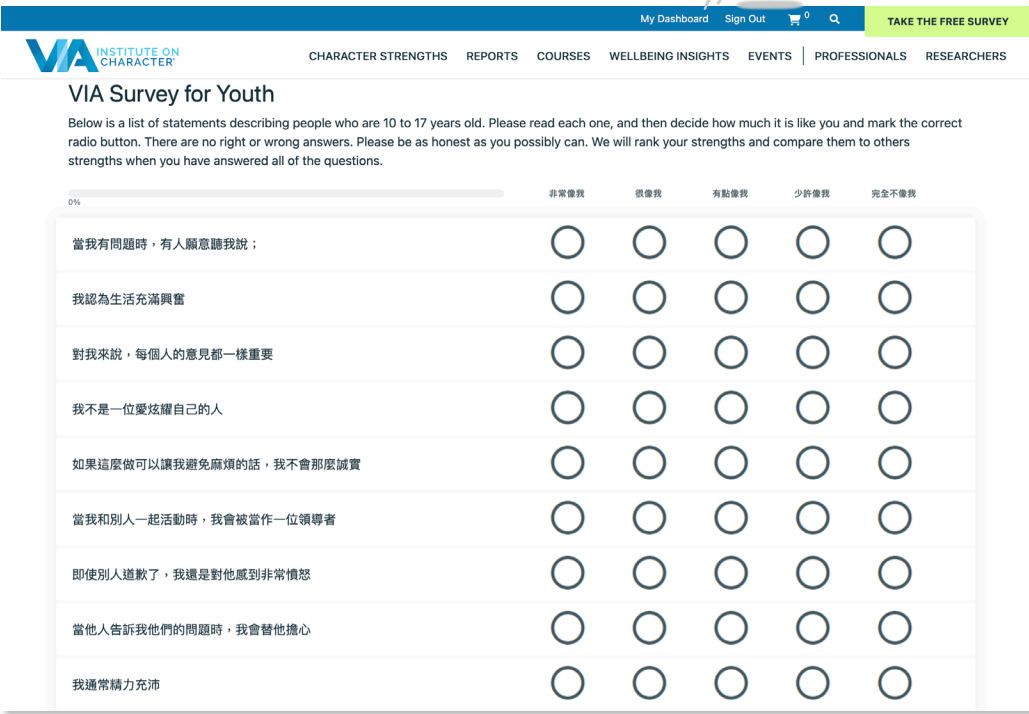 My Dashboard Sign Out 0 TAKE THE FREE SURVEY
VIA INSTITUTE ON CHARACTER
CHARACTER STRENGTHS REPORTS COURSES WELLBEING INSIGHTS EVENTS PROFESSIONALS RESEARCHERS
VIA Survey for Youth
Below is a list of statements describing people who are 10 to 17 years old. Please read each one, and then decide how much it is like you and mark the correct
radio button. There are no right or wrong answers. Please be as honest as you possibly can. We will rank your strengths and compare them to others
strengths when you have answered all of the questions.
非常像我 很像我 有點像我 少許像我 完全不像我
0%
當我有問題時，有人願意聽我說；
我認為生活充滿興奮
對我來說，每個人的意見都一樣重要
我不是一位愛炫耀自己的人
如果這麼做可以讓我避免麻煩的話，我不會那麼誠實
當我和別人一起活動時，我會被當作一位領導者
即使別人道歉了，我還是對他感到非常憤怒
當他人告訴我他們的問題時，我會替他擔心
我通常精力充沛